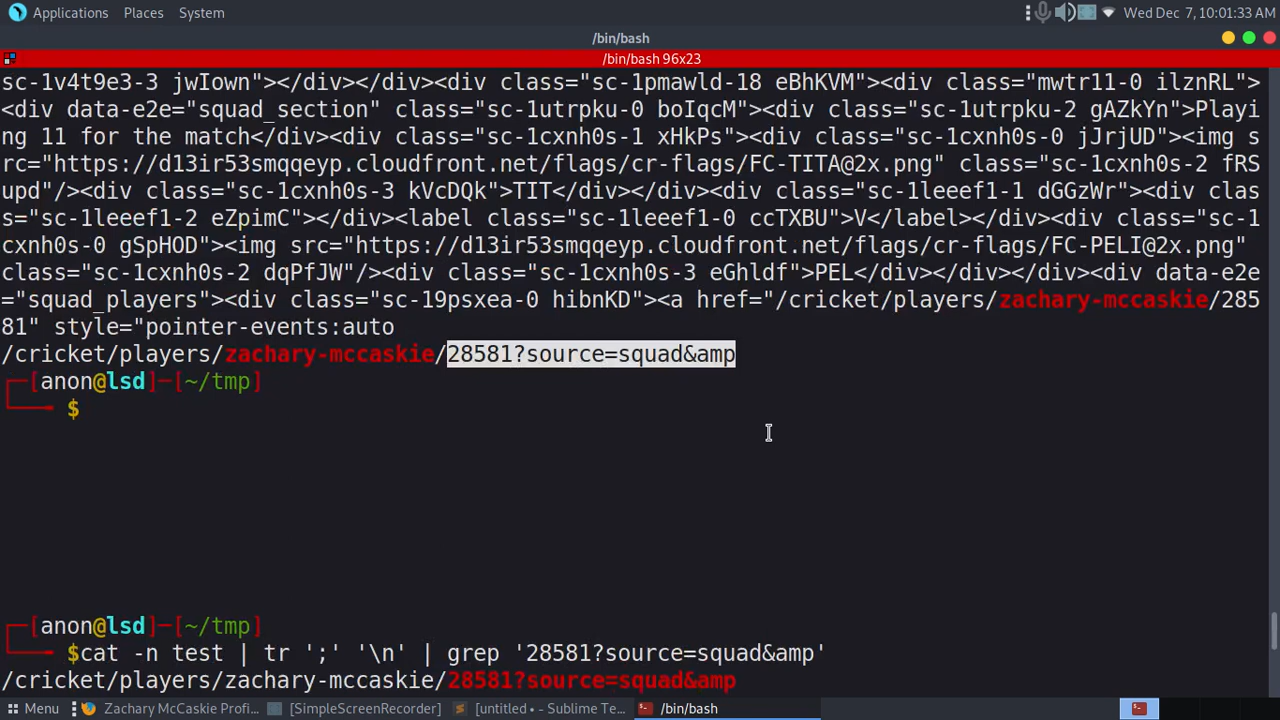 Applications Places System Wed Dec 7, 10:01:33 AM
/bin/bash
/bin/bash 96x23
sc-1v4t9e3-3 jwIown"></div></div><div class="sc-1pmawld-18 eBhKVM"><div class="mwtr11-0 ilznRL">
<div data-e2e="squad_section" class="sc-1utrpku-0 boIqcM"><div class="sc-1utrpku-2 gAZkYn">Playi
ng 11 for the match</div><div class="sc-1cxnh0s-1 xHkPs"><div class="sc-1cxnh0s-0 jJrjUD"><img s
rc="https://d13ir53smqqeyp.cloudfront.net/flags/cr-flags/FC-TITA@2x.png" class="sc-1cxnh0s-2 fRS
upd"/><div class="sc-1cxnh0s-3 kVcDQk">TIT</div></div><div class="sc-1leeef1-1 dGGzWr"><div clas
s="sc-1leeef1-2 eZpimC"></div><label class="sc-1leeef1-0 ccTXBU">V</label></div><div class="sc-1
cxnh0s-0 gSpHOD"><img src="https://d13ir53smqqeyp.cloudfront.net/flags/cr-flags/FC-PELI@2x.png" 
class="sc-1cxnh0s-2 dqPfJW"/><div class="sc-1cxnh0s-3 eGhldf">PEL</div></div></div><div data-e2e
="squad_players"><div class="sc-19psxea-0 hibnKD"><a href="/cricket/players/zachary-mccaskie/285
81" style="pointer-events:auto
/cricket/players/zachary-mccaskie/28581?source=squad&amp
[anon@lsd]-[~/tmp]
$
[anon@lsd]-[~/tmp]
$cat -n test | tr ';' '\n' | grep '28581?source=squad&amp'
/cricket/players/zachary-mccaskie/28581?source=squad&amp
Menu Zachary McCaskie Profi... [SimpleScreenRecorder] [untitled • - Sublime Te... /bin/bash